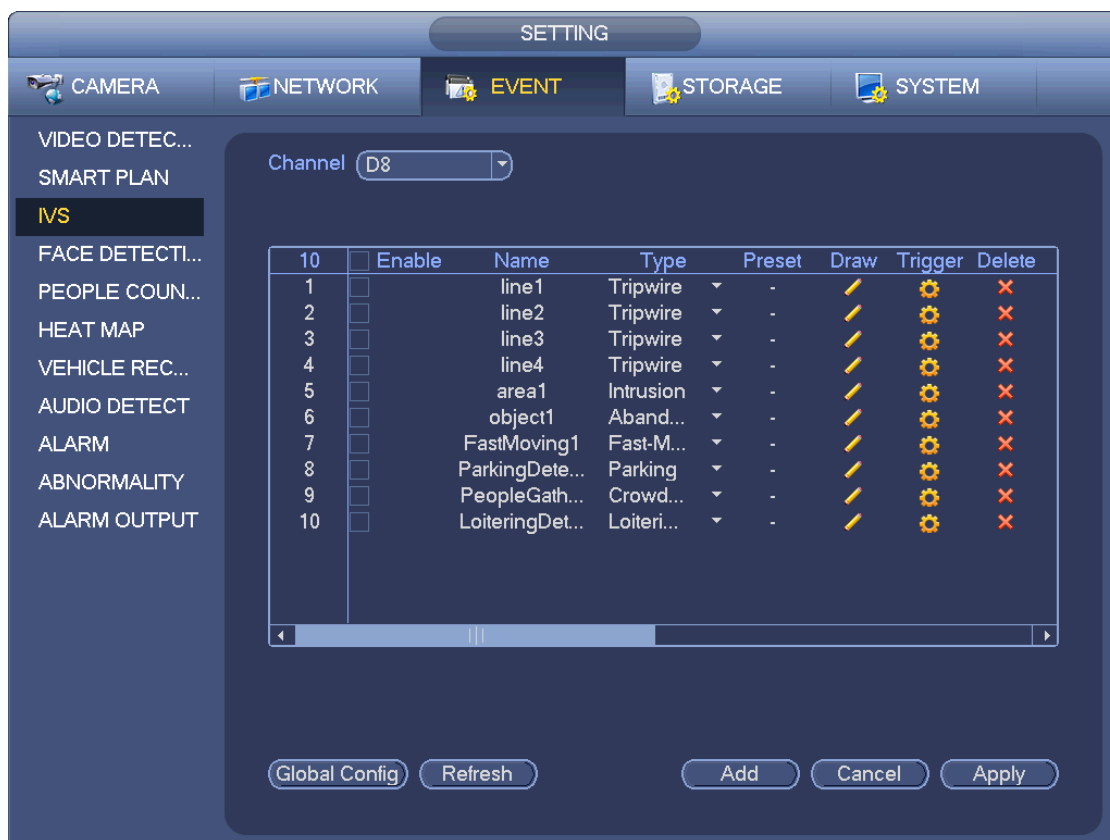 SETTING
CAMERA NETWORK EVENT STORAGE SYSTEM
VIDEO DETEC...
SMART PLAN
IVS
FACE DETECTI...
PEOPLE COUN...
HEAT MAP
VEHICLE REC...
AUDIO DETECT
ALARM
ABNORMALITY
ALARM OUTPUT
Channel D8
10 Enable Name Type Preset Draw Trigger Delete
1 line1 Tripwire -
2 line2 Tripwire -
3 line3 Tripwire -
4 line4 Tripwire -
5 area1 Intrusion -
6 object1 Aband... -
7 FastMoving1 Fast-M... -
8 ParkingDete... Parking -
9 PeopleGath... Crowd... -
10 LoiteringDet... Loiteri... -
Global Config Refresh Add Cancel Apply